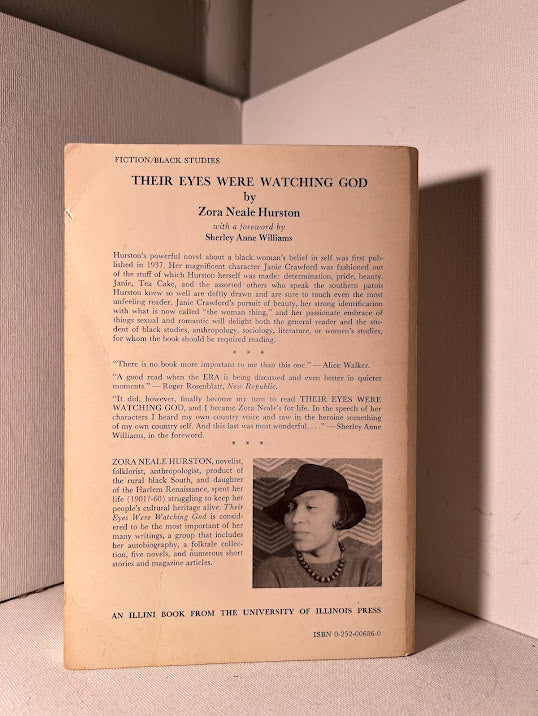 FICTION/BLACK STUDIES
THEIR EYES WERE WATCHING GOD
by
Zora Neale Hurston
with a foreword by
Sherley Anne Williams
Hurston's powerful novel about a black woman's belief in self was first pub-
lished in 1937. Her magnificent character Janie Crawford was fashioned out
of the stuff of which Hurston herself was made: determination, pride, beauty.
Janie, Tea Cake, and the assorted others who speak the southern patois
Hurston knew so well are deftly drawn and are sure to touch even the most
unfeeling reader. Janie Crawford's pursuit of beauty, her strong identification
with what is now called "the woman thing," and her passionate embrace of
things sexual and romantic will delight both the general reader and the stu-
dent of black studies, anthropology, sociology, literature, or women's studies,
for whom the book should be required reading.
* * *
"There is no book more important to me than this one." — Alice Walker.
"A good read when the ERA is being discussed and even better in quieter
moments." — Roger Rosenblatt, New Republic.
"It did, however, finally become my turn to read THEIR EYES WERE
WATCHING GOD, and I became Zora Neale's for life. In the speech of her
characters I heard my own country voice and saw in the heroine something
of my own country self. And this last was most wonderful. . . ." — Sherley Anne
Williams, in the foreword.
* * *
ZORA NEALE HURSTON, novelist,
folklorist, anthropologist, product of
the rural black South, and daughter
of the Harlem Renaissance, spent her
life (1901?-60) struggling to keep her
people's cultural heritage alive. Their
Eyes Were Watching God is consid-
ered to be the most important of her
many writings, a group that includes
her autobiography, a folktale collec-
tion, five novels, and numerous short
stories and magazine articles.
AN ILLINI BOOK FROM THE UNIVERSITY OF ILLINOIS PRESS
ISBN 0-252-00686-0